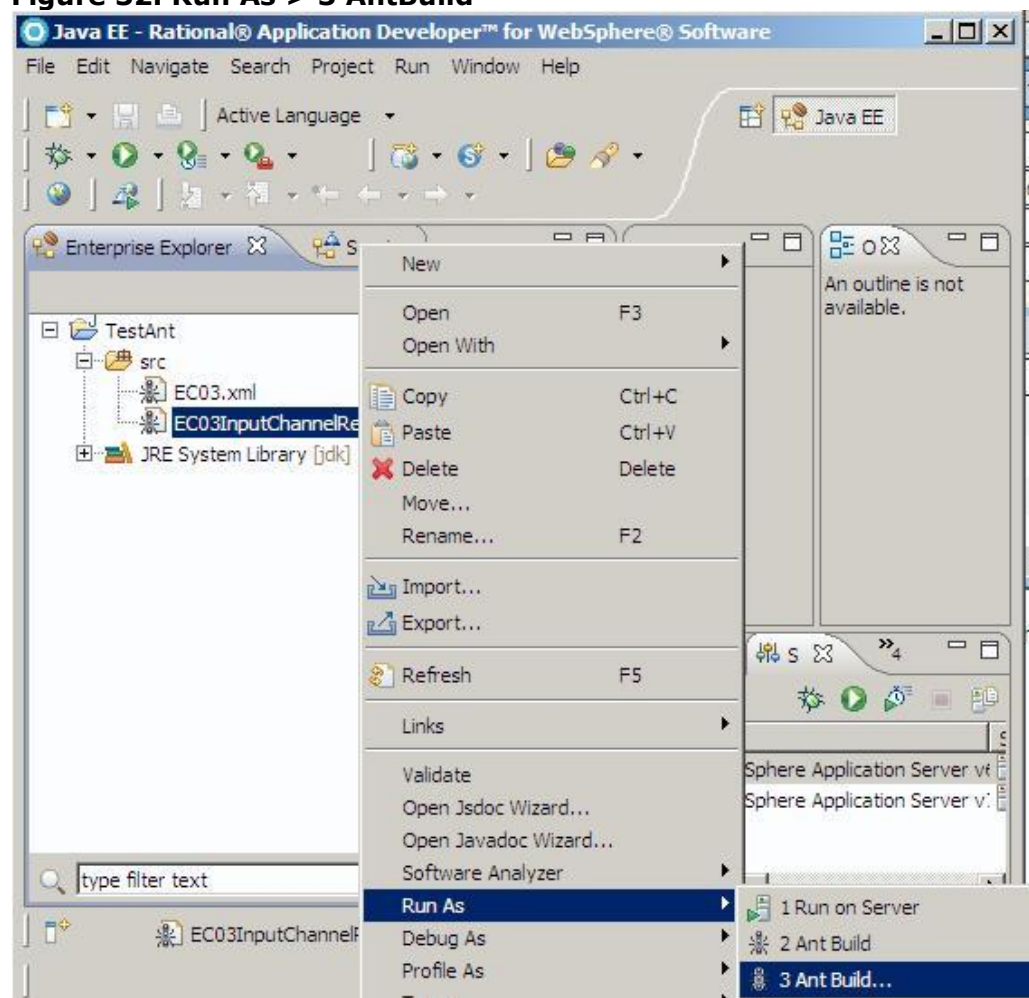 Figure 32. Run As > 3 AntBuild
Java EE - Rational® Application Developer™ for WebSphere® Software
File Edit Navigate Search Project Run Window Help
Active Language
Java EE
Enterprise Explorer
S
O
An outline is not
available.
TestAnt
src
EC03.xml
EC03InputChannelRe
JRE System Library [jdk]
New
Open F3
Open With
Copy Ctrl+C
Paste Ctrl+V
Delete Delete
Move...
Rename... F2
Import...
Export...
Refresh F5
Links
Validate
Open Jsdoc Wizard...
Open Javadoc Wizard...
Software Analyzer
Run As
Debug As
Profile As
1 Run on Server
2 Ant Build
3 Ant Build...
S
4
Sphere Application Server v6
Sphere Application Server v7
type filter text
EC03InputChannelR